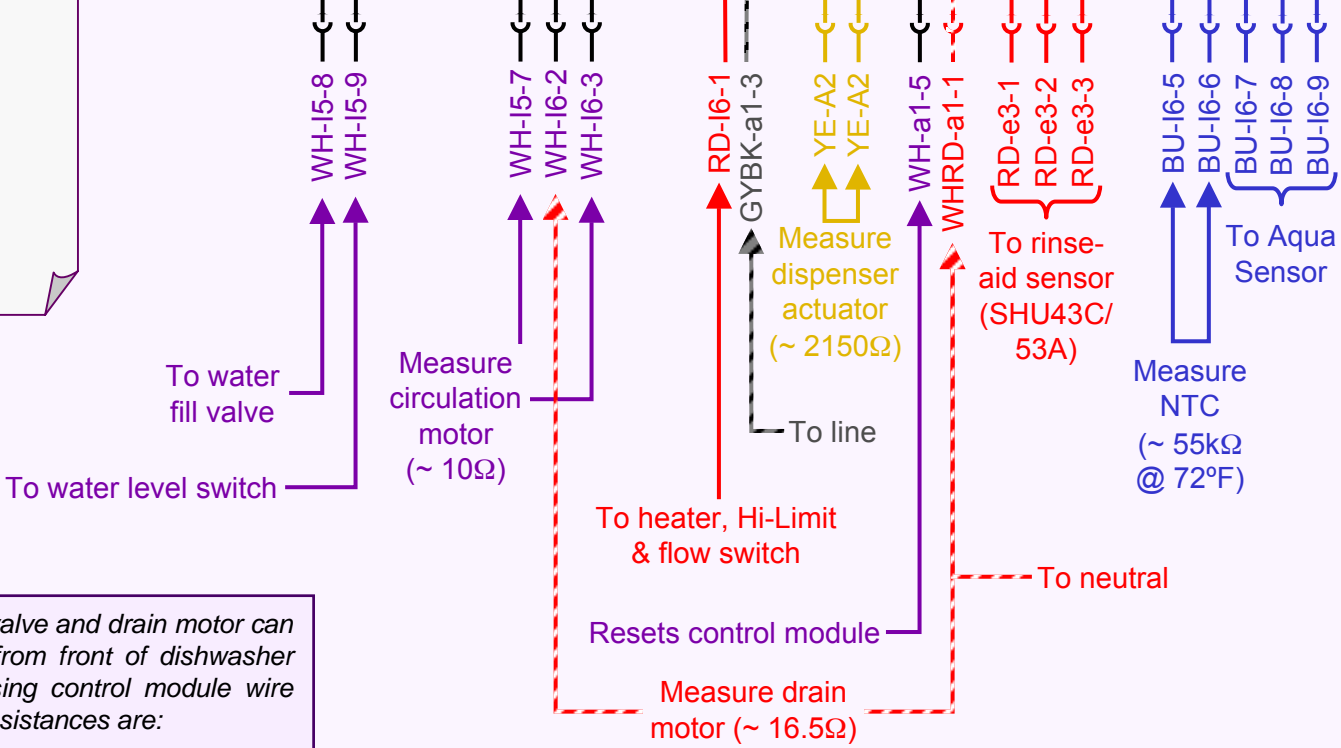 WH-I5-8
WH-I5-9
WH-I5-7
WH-I6-2
WH-I6-3
RD-I6-1
GYBK-a1-3
YE-A2
YE-A2
WH-a1-5
WHRD-a1-1
RD-e3-1
RD-e3-2
RD-e3-3
BU-I6-5
BU-I6-6
BU-I6-7
BU-I6-8
BU-I6-9
To water
fill valve
To water level switch
Measure
circulation
motor
(~ 10Ω)
Measure
dispenser
actuator
(~ 2150Ω)
To line
To heater, Hi-Limit
& flow switch
To rinse-
aid sensor
(SHU43C/
53A)
To Aqua
Sensor
Measure
NTC
(~ 55kΩ
@ 72ºF)
To neutral
Resets control module
Measure drain
motor (~ 16.5Ω)
alve and drain motor can
from front of dishwasher
sing control module wire
sistances are: